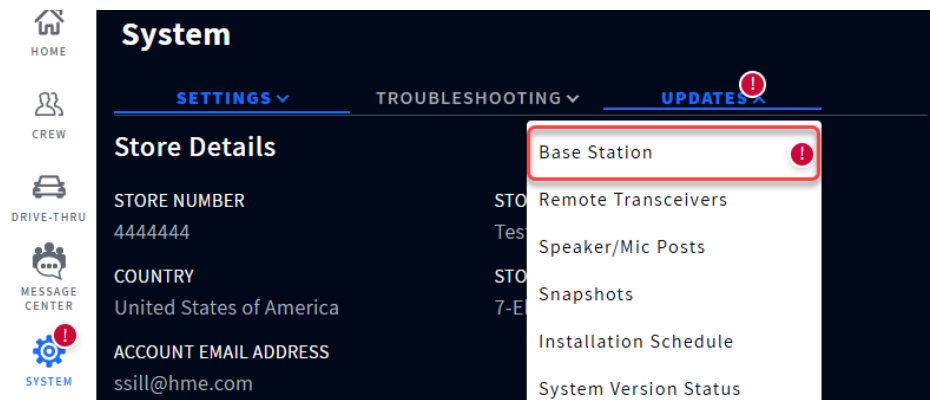 HOME
CREW
DRIVE-THRU
MESSAGE
CENTER
SYSTEM
System
SETTINGS
TROUBLESHOOTING
UPDATES
!
Store Details
STORE NUMBER
4444444
COUNTRY
United States of America
ACCOUNT EMAIL ADDRESS
ssill@hme.com
Base Station !
Remote Transceivers
Speaker/Mic Posts
Snapshots
Installation Schedule
System Version Status
!